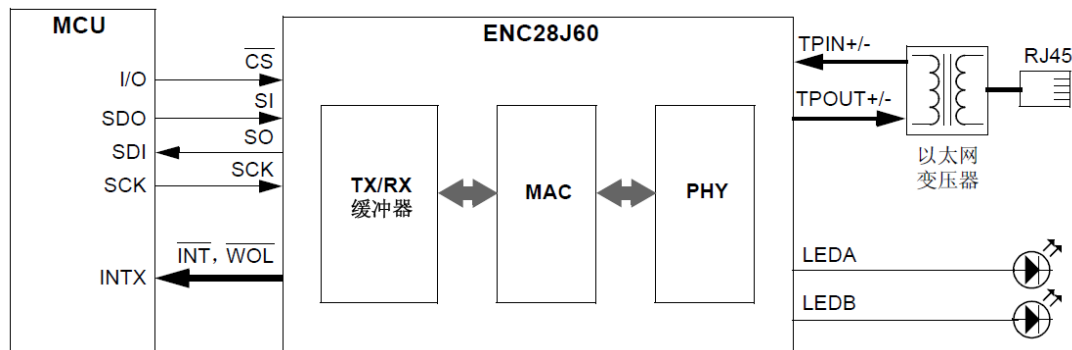 MCU
ENC28J60
I/O
CS
SDO
SI
SDI
SO
SCK
SCK
INTX
INT，WOL
TX/RX
缓冲器
MAC
PHY
TPIN+/-
TPOUT+/-
RJ45
以太网
变压器
LEDA
LEDB